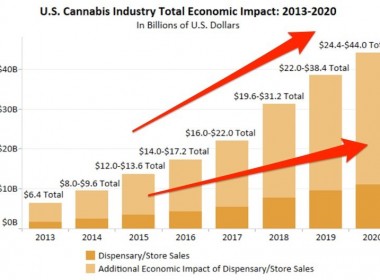 U.S. Cannabis Industry Total Economic Impact: 2013-2020
In Billions of U.S. Dollars
$40B
$30B
$20B
$10B
$0B
$6.4 Total
$8.0-$9.6 Total
$12.0-$13.6 Total
$14.0-$17.2 Total
$16.0-$22.0 Total
$19.6-$31.2 Total
$22.0-$38.4 Total
$24.4-$44.0 Tot
2013 2014 2015 2016 2017 2018 2019 2020
Dispensary/Store Sales
Additional Economic Impact of Dispensary/Store Sales